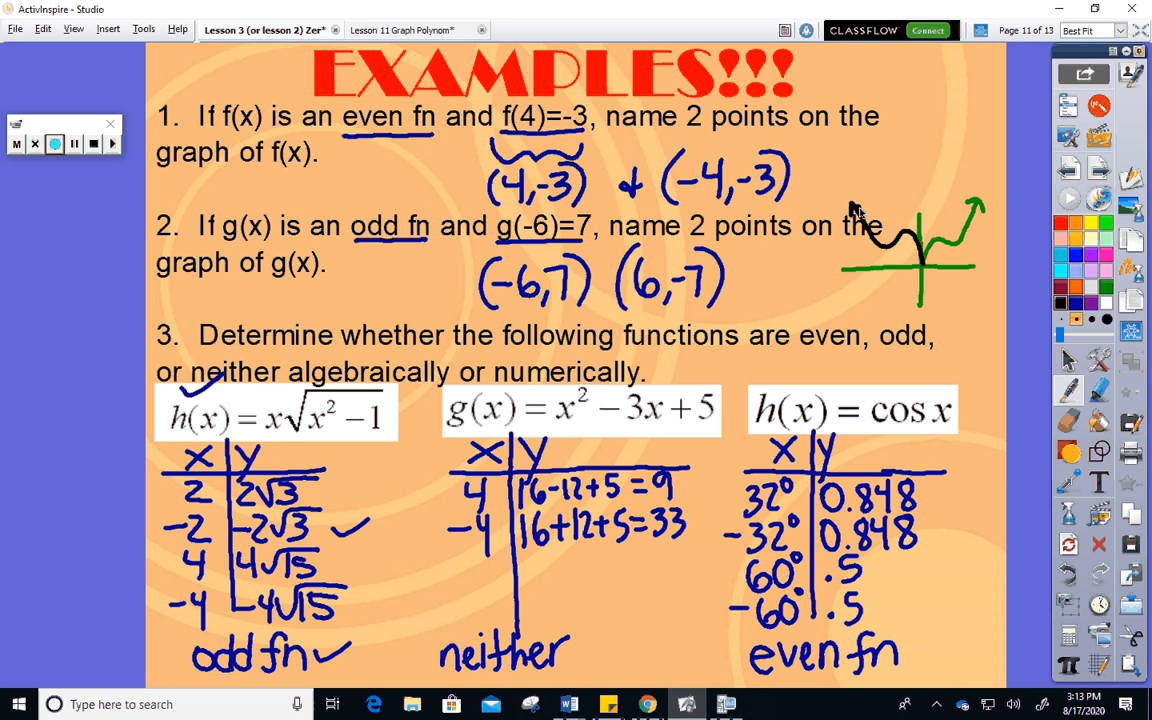 ActivInspire - Studio
File Edit View Insert Tools Help
Lesson 3 (or lesson 2) Zer*
Lesson 11 Graph Polynom*
CLASSFLOW Connect
Page 11 of 13
Best Fit
EXAMPLES!!!
M
1. If f(x) is an even fn and f(4)=-3, name 2 points on the
graph of f(x).
(4,-3) & (-4,-3)
2. If g(x) is an odd fn and g(-6)=7, name 2 points on the
graph of g(x).
(-6,7) (6,-7)
3. Determine whether the following functions are even, odd,
or neither algebraically or numerically.
h(x) = x√x² − 1
x y
2 2√3
-2 -2√3 ✓
4 4√15
-4 -4√15
odd fn ✓
g(x) = x² − 3x + 5
x y
4 16-12+5=9
-4 16+12+5=33
neither
h(x) = cos x
x y
32° 0.848
-32° 0.848
60° .5
-60° .5
even fn
Type here to search
3:13 PM
8/17/2020